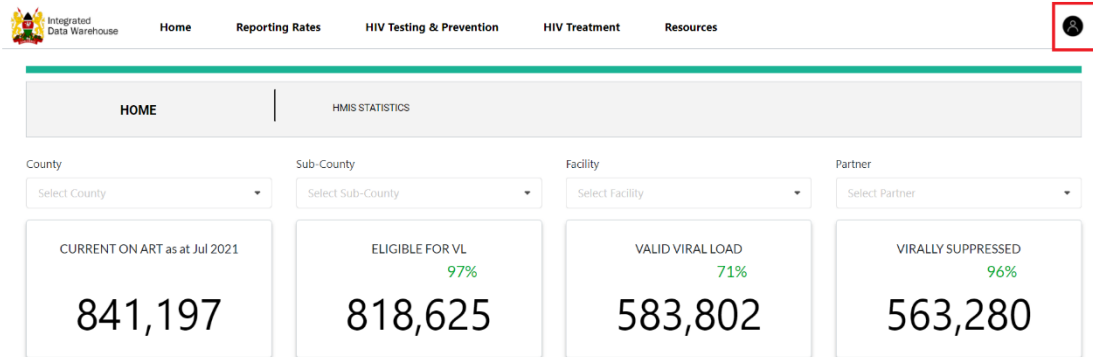 Integrated
Data Warehouse
Home Reporting Rates HIV Testing & Prevention HIV Treatment Resources
HOME HMIS STATISTICS
County Sub-County Facility Partner
Select County Select Sub-County Select Facility Select Partner
CURRENT ON ART as at Jul 2021 ELIGIBLE FOR VL VALID VIRAL LOAD VIRALLY SUPPRESSED
97% 71% 96%
841,197 818,625 583,802 563,280